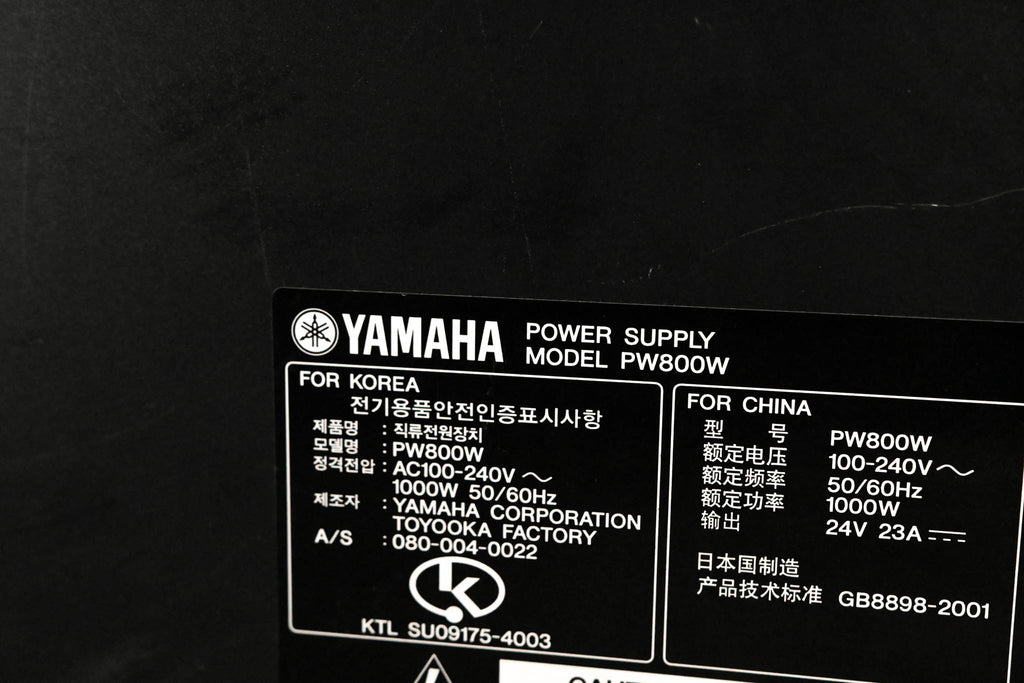 YAMAHA POWER SUPPLY
MODEL PW800W
FOR KOREA
전기용품안전인증표시사항
제품명 : 직류전원장치
모델명 : PW800W
정격전압 : AC100-240V ～
1000W 50/60Hz
제조자 : YAMAHA CORPORATION
TOYOOKA FACTORY
A/S : 080-004-0022
KTL SU09175-4003
FOR CHINA
型 号 PW800W
额定电压 100-240V～
额定频率 50/60Hz
额定功率 1000W
输出 24V 23A ⎓
日本国制造
产品技术标准 GB8898-2001